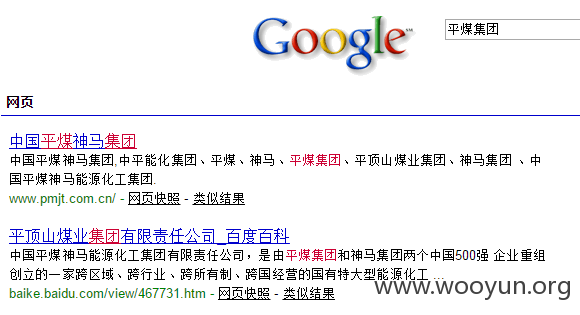 Google™
平煤集团
网页
中国平煤神马集团
中国平煤神马集团,中平能化集团、平煤、神马、平煤集团、平顶山煤业集团、神马集团 、中
国平煤神马能源化工集团.
www.pmjt.com.cn/ - 网页快照 - 类似结果
平顶山煤业集团有限责任公司_百度百科
中国平煤神马能源化工集团有限责任公司，是由平煤集团和神马集团两个中国500强 企业重组
创立的一家跨区域、跨行业、跨所有制、跨国经营的国有特大型能源化工 ...
baike.baidu.com/view/467731.htm - 网页快照 - 类似结果
www.wooyun.org